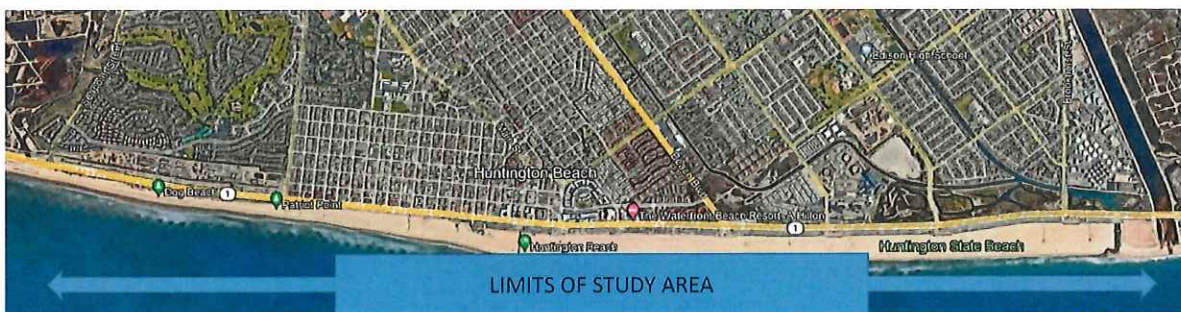 Edison High School
Huntington Beach
Dog Beach
1
Patriot Point
The Waterfront Beach Resort, A Hilton
1
Huntington Beach
Huntington State Beach
LIMITS OF STUDY AREA